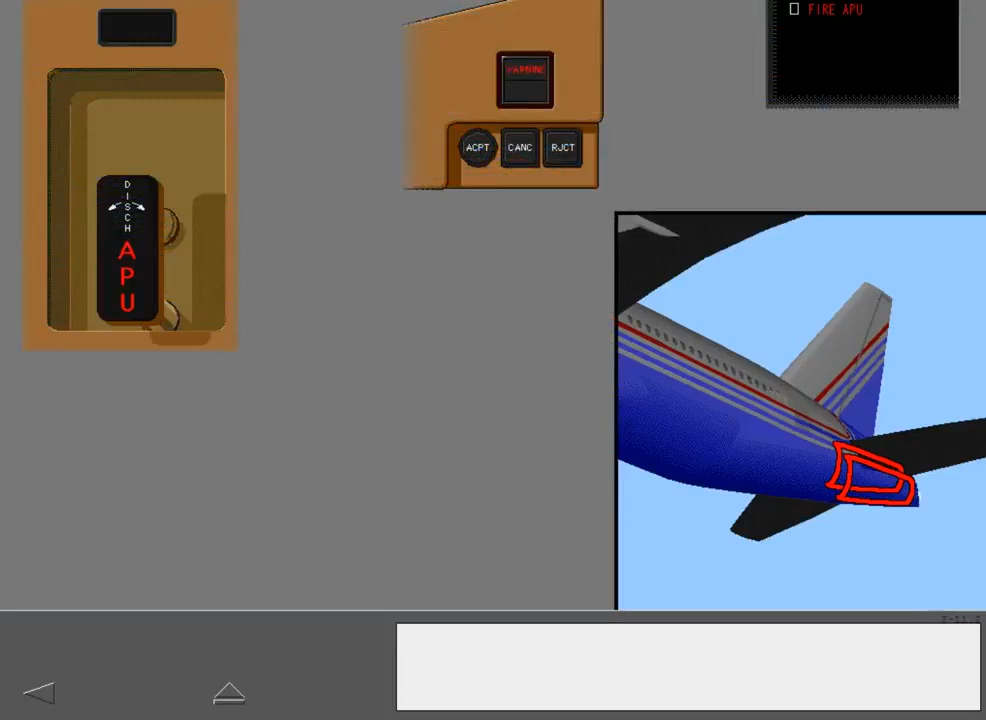 FIRE APU
WARNING
ACPT CANC RJCT
DISCH
APU